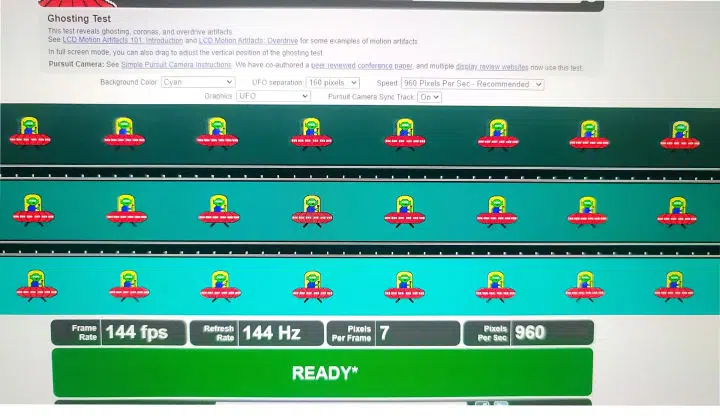 Ghosting Test
This test reveals ghosting, coronas, and overdrive artifacts.
See LCD Motion Artifacts 101: Introduction and LCD Motion Artifacts: Overdrive for some examples of motion artifacts
In full screen mode, you can also drag to adjust the vertical position of the ghosting test
Pursuit Camera: See Simple Pursuit Camera Instructions. We have co-authored a peer reviewed conference paper, and multiple display review websites now use this test.
Background Color: Cyan UFO separation: 160 pixels Speed: 960 Pixels Per Sec - Recommended
Graphics: UFO Pursuit Camera Sync Track: On
Frame Rate 144 fps Refresh Rate 144 Hz Pixels Per Frame 7 Pixels Per Sec 960
READY*